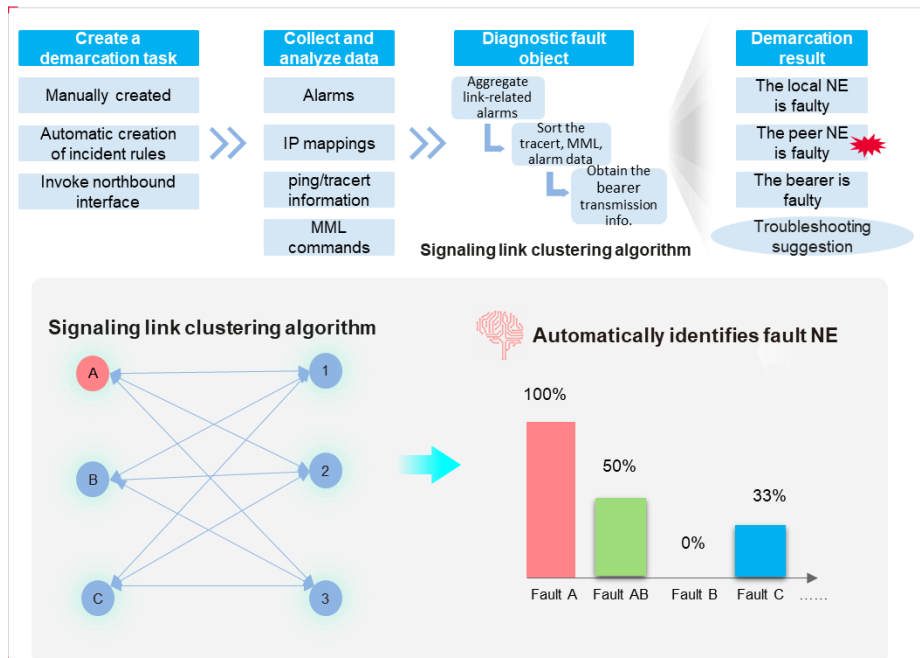 Create a
demarcation task
Manually created
Automatic creation
of incident rules
Invoke northbound
interface
Collect and
analyze data
Alarms
IP mappings
ping/tracert
information
MML
commands
Diagnostic fault
object
Aggregate
link-related
alarms
Sort the
tracert, MML,
alarm data
Obtain the
bearer
transmission
info.
Signaling link clustering algorithm
Demarcation
result
The local NE
is faulty
The peer NE
is faulty
The bearer is
faulty
Troubleshooting
suggestion
Signaling link clustering algorithm
A
B
C
1
2
3
Automatically identifies fault NE
100%
50%
0%
33%
Fault A
Fault AB
Fault B
Fault C
......